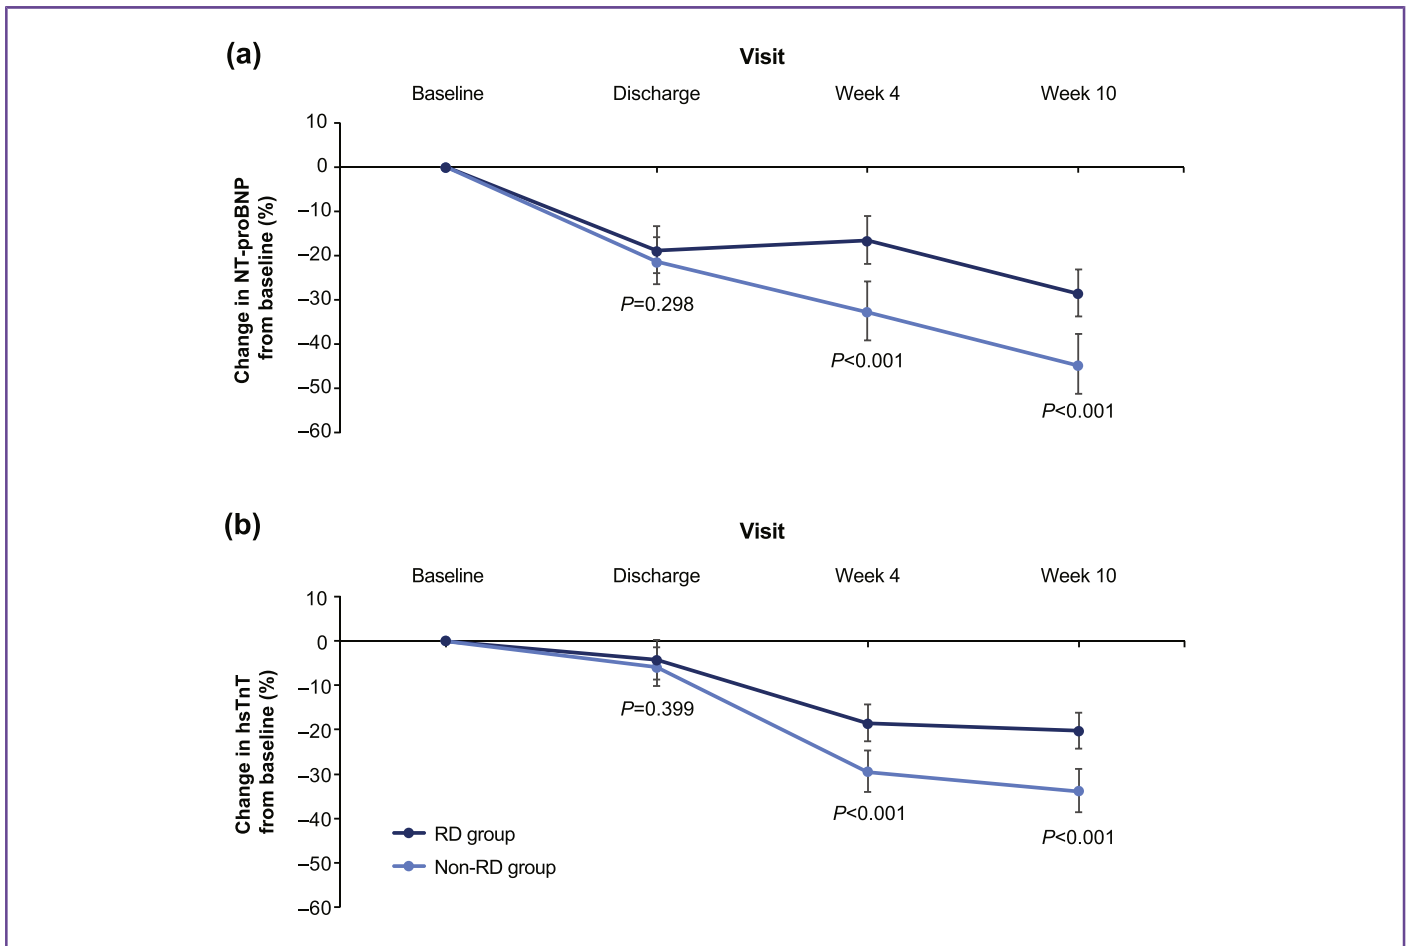 (a)
Visit
Baseline Discharge Week 4 Week 10
10
0
–10
–20
–30
–40
–50
–60
Change in NT-proBNP
from baseline (%)
P=0.298
P<0.001
P<0.001
(b)
Visit
Baseline Discharge Week 4 Week 10
10
0
–10
–20
–30
–40
–50
–60
Change in hsTnT
from baseline (%)
P=0.399
P<0.001
P<0.001
RD group
Non-RD group